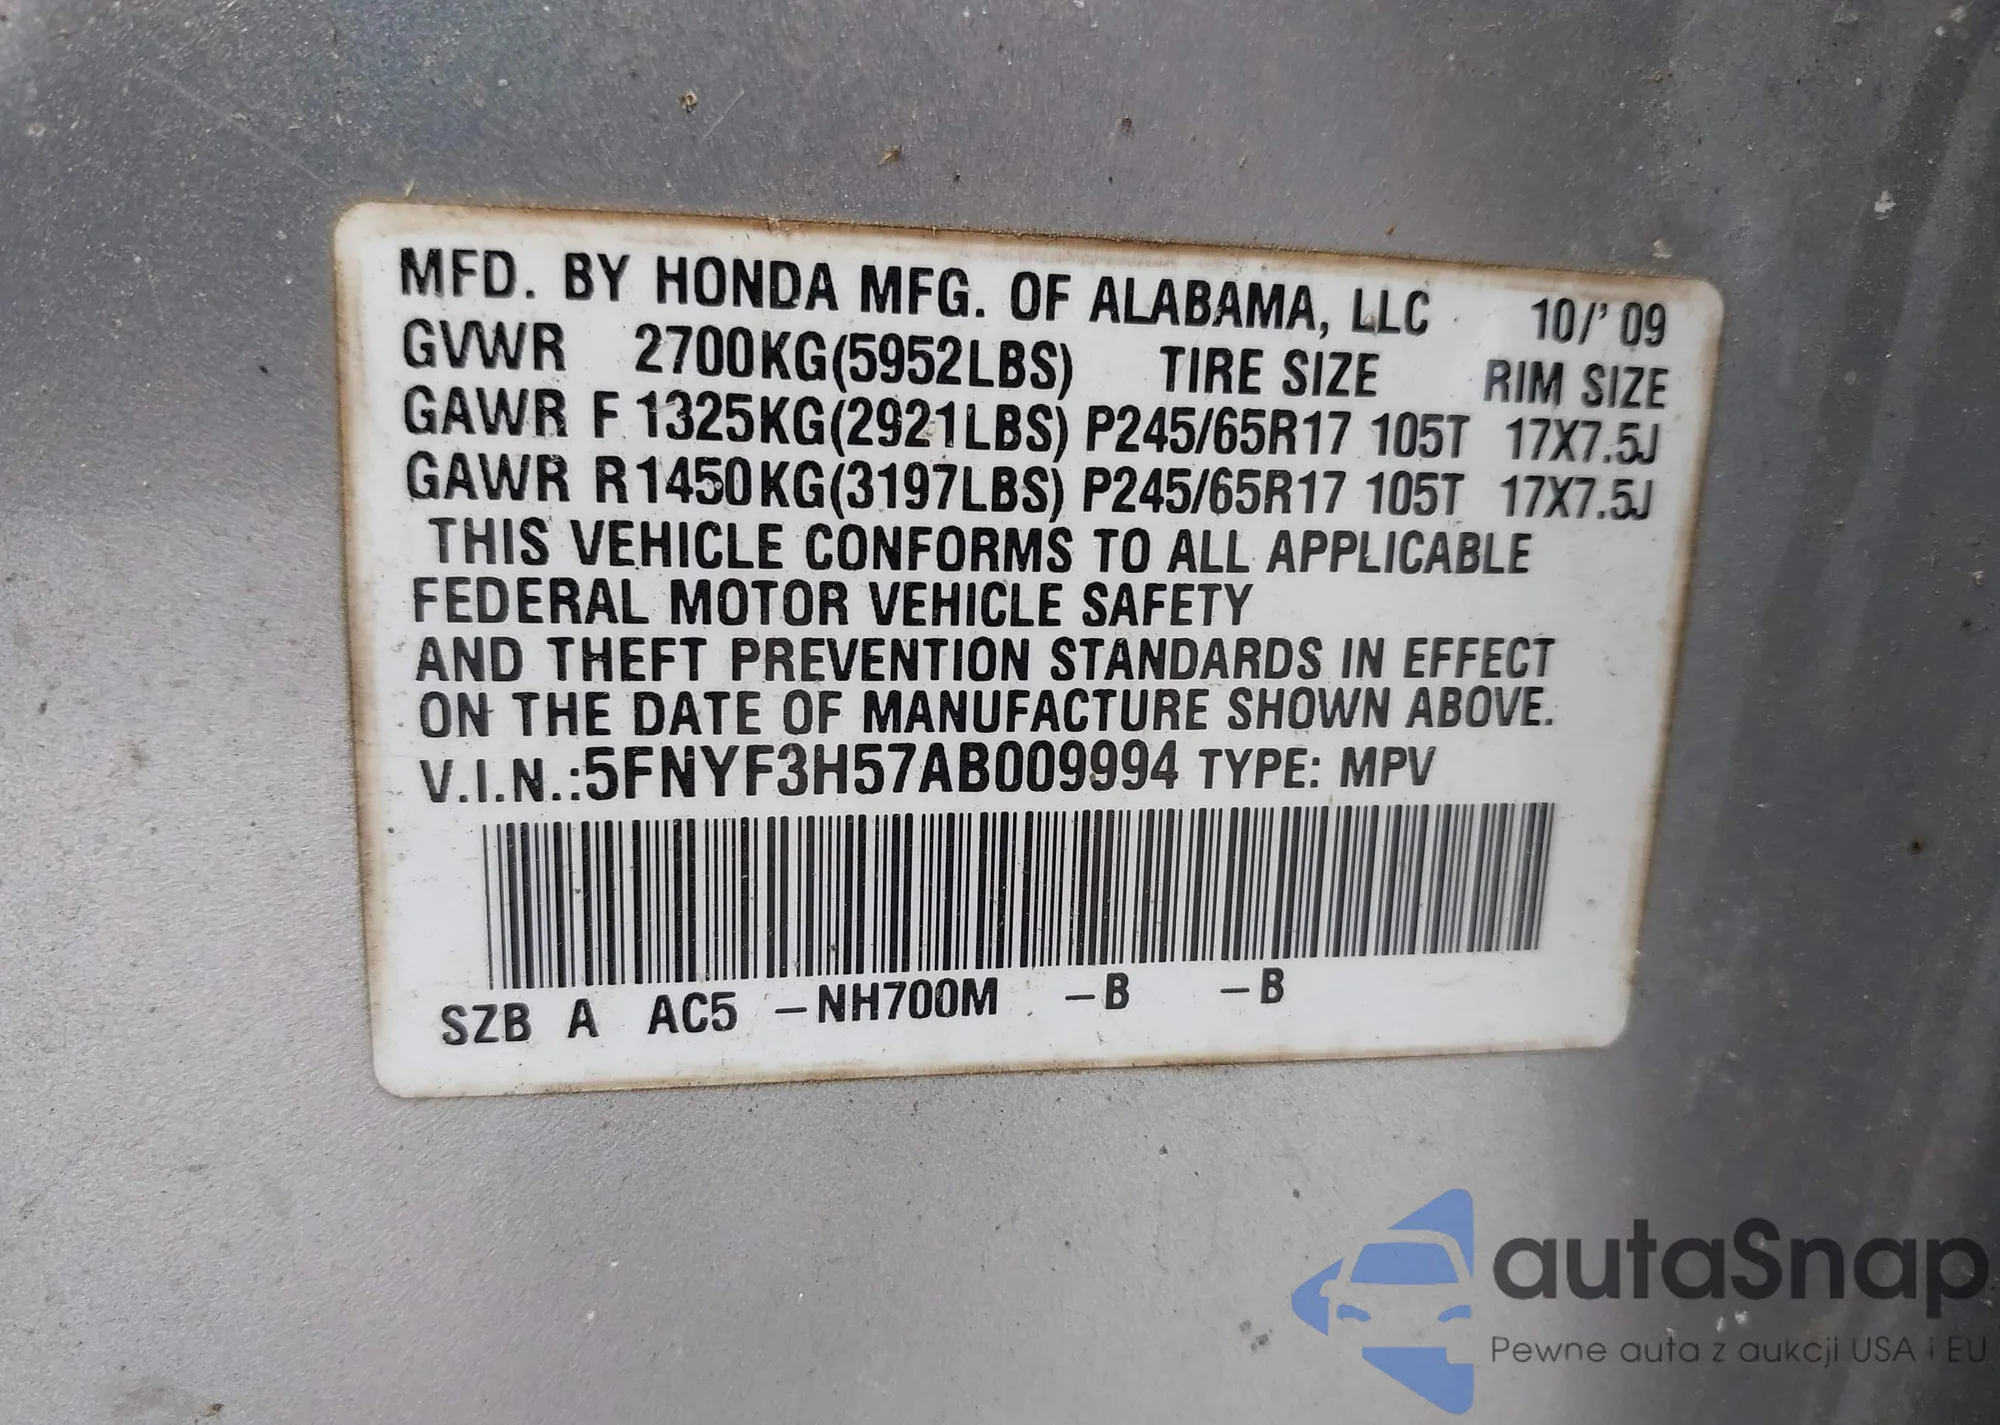 MFD. BY HONDA MFG. OF ALABAMA, LLC 10/'09
GVWR 2700KG(5952LBS) TIRE SIZE RIM SIZE
GAWR F 1325KG(2921LBS) P245/65R17 105T 17X7.5J
GAWR R 1450KG(3197LBS) P245/65R17 105T 17X7.5J
THIS VEHICLE CONFORMS TO ALL APPLICABLE
FEDERAL MOTOR VEHICLE SAFETY
AND THEFT PREVENTION STANDARDS IN EFFECT
ON THE DATE OF MANUFACTURE SHOWN ABOVE.
V.I.N.:5FNYF3H57AB009994 TYPE: MPV
SZB A AC5 -NH700M -B -B
autaSnap
Pewne auta z aukcji USA i EU